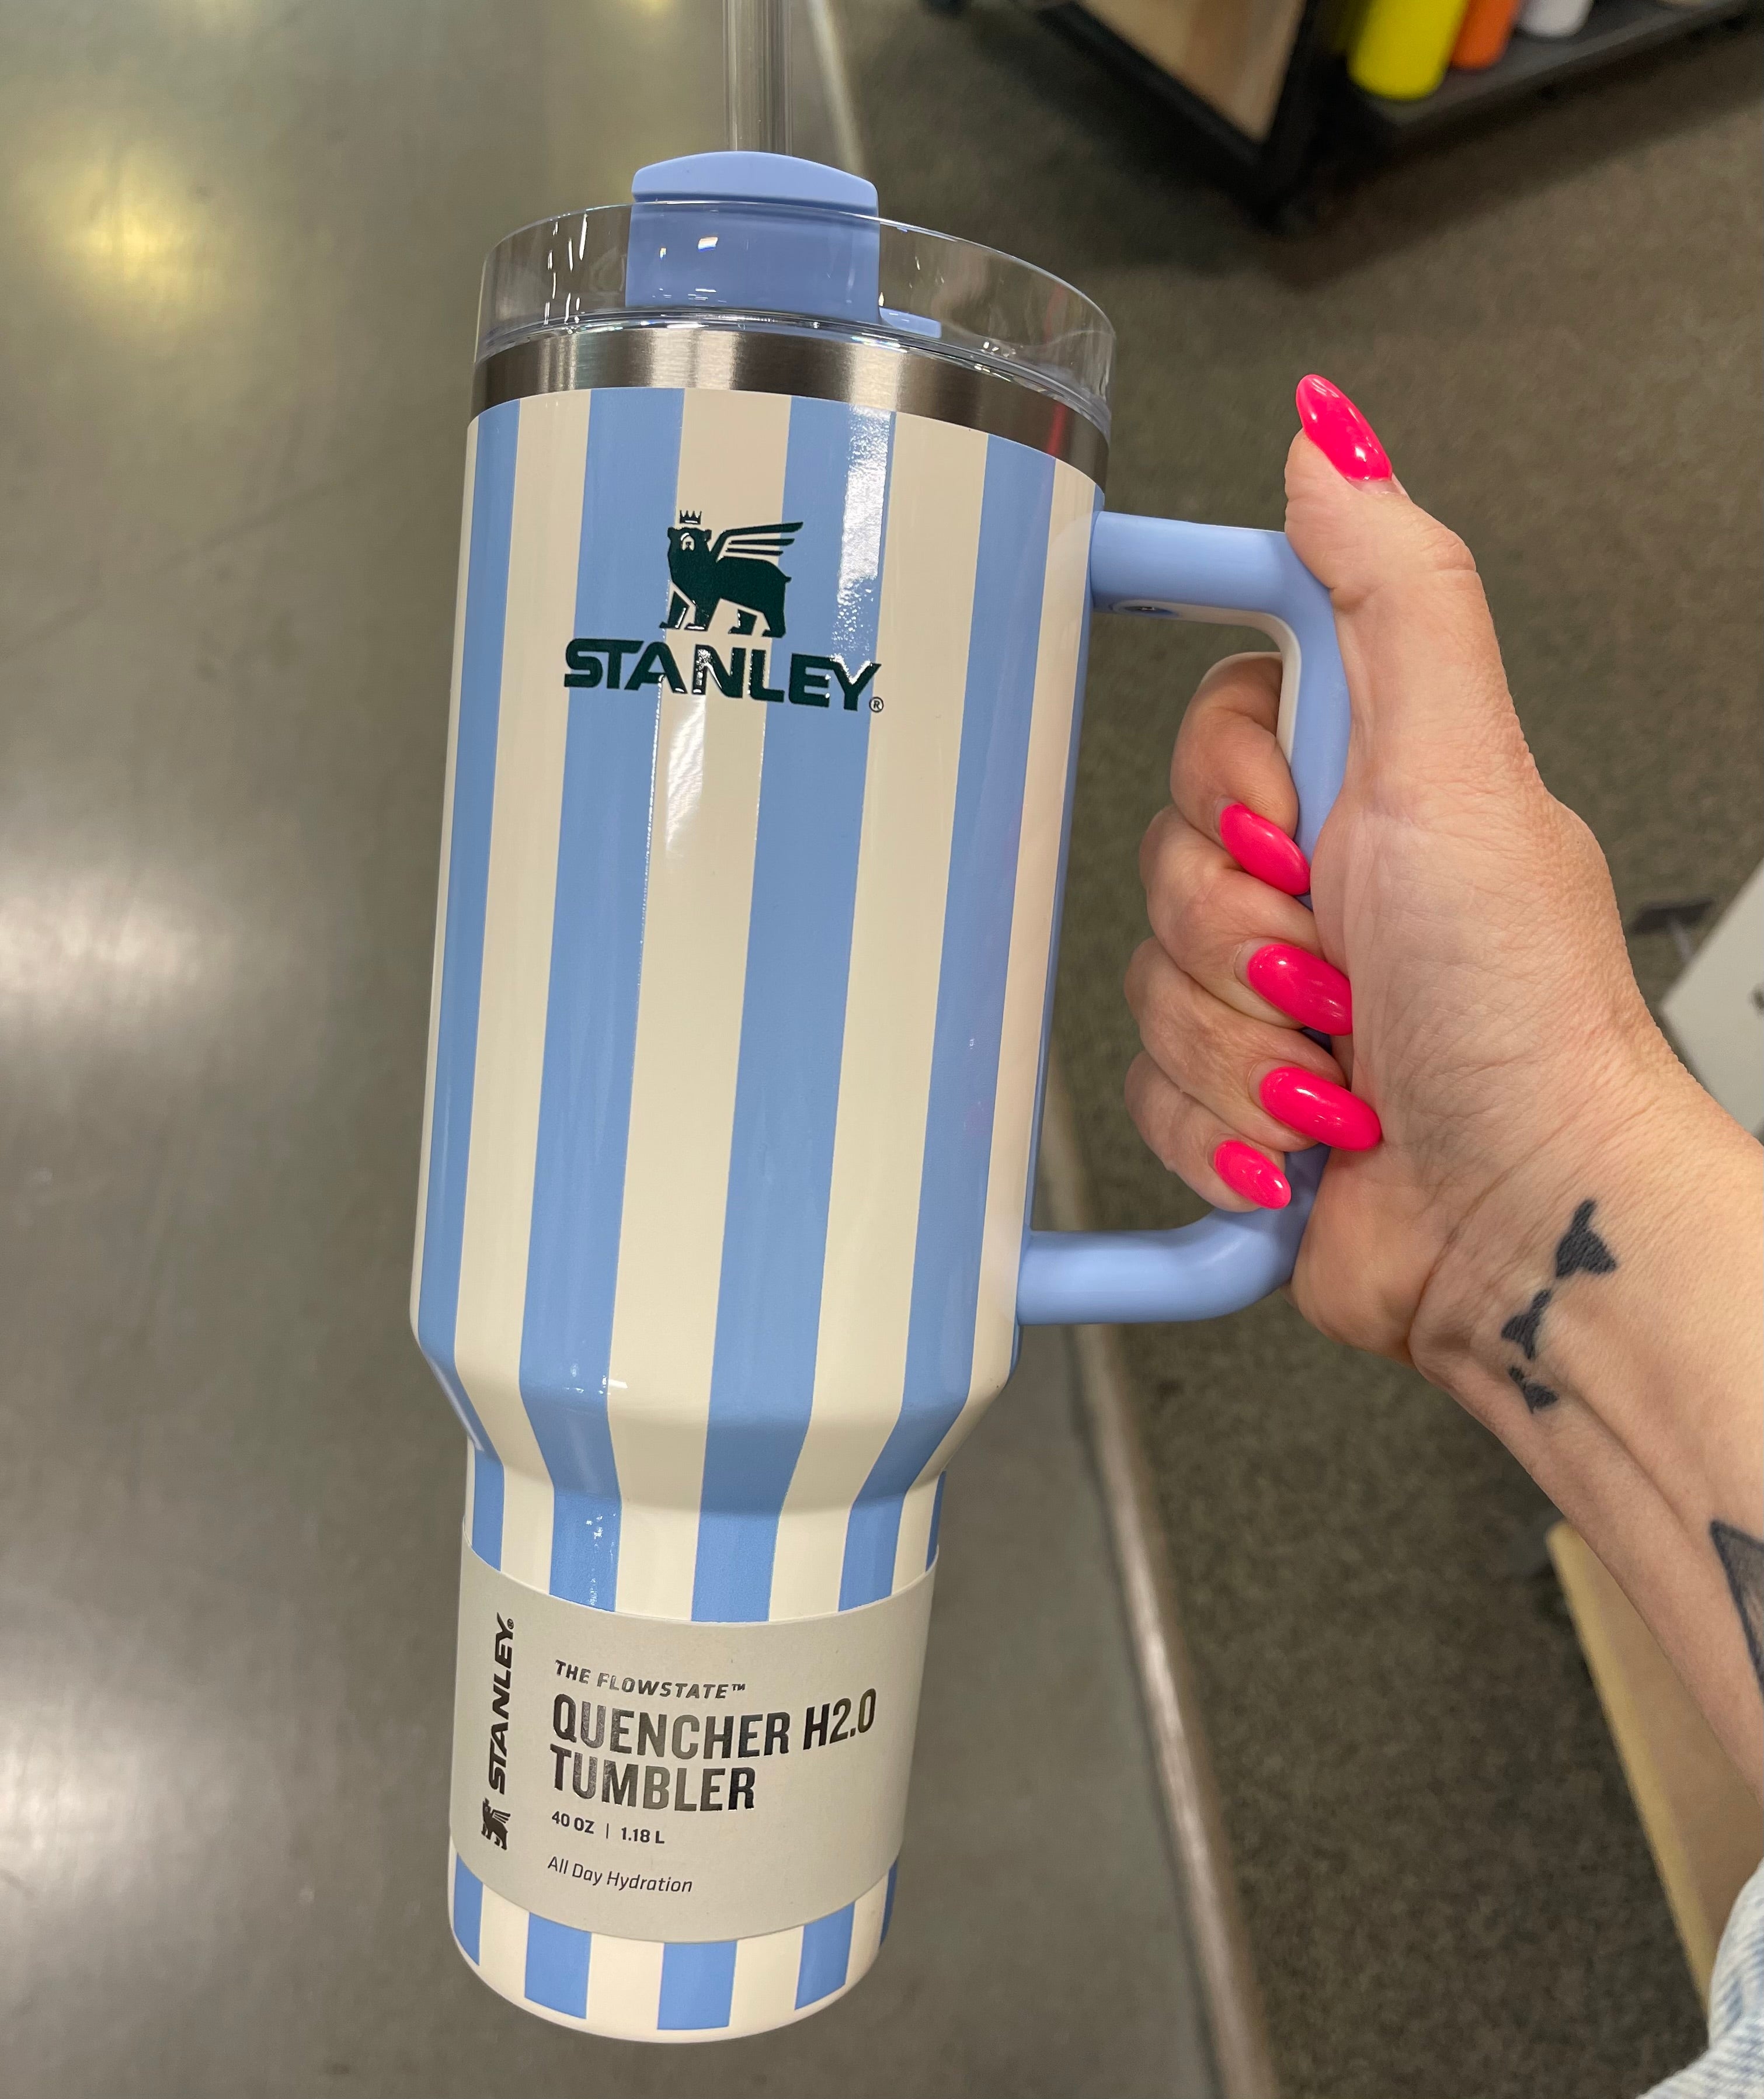 STANLEY®
STANLEY®
THE FLOWSTATE™
QUENCHER H2.0
TUMBLER
40 OZ | 1.18 L
All Day Hydration